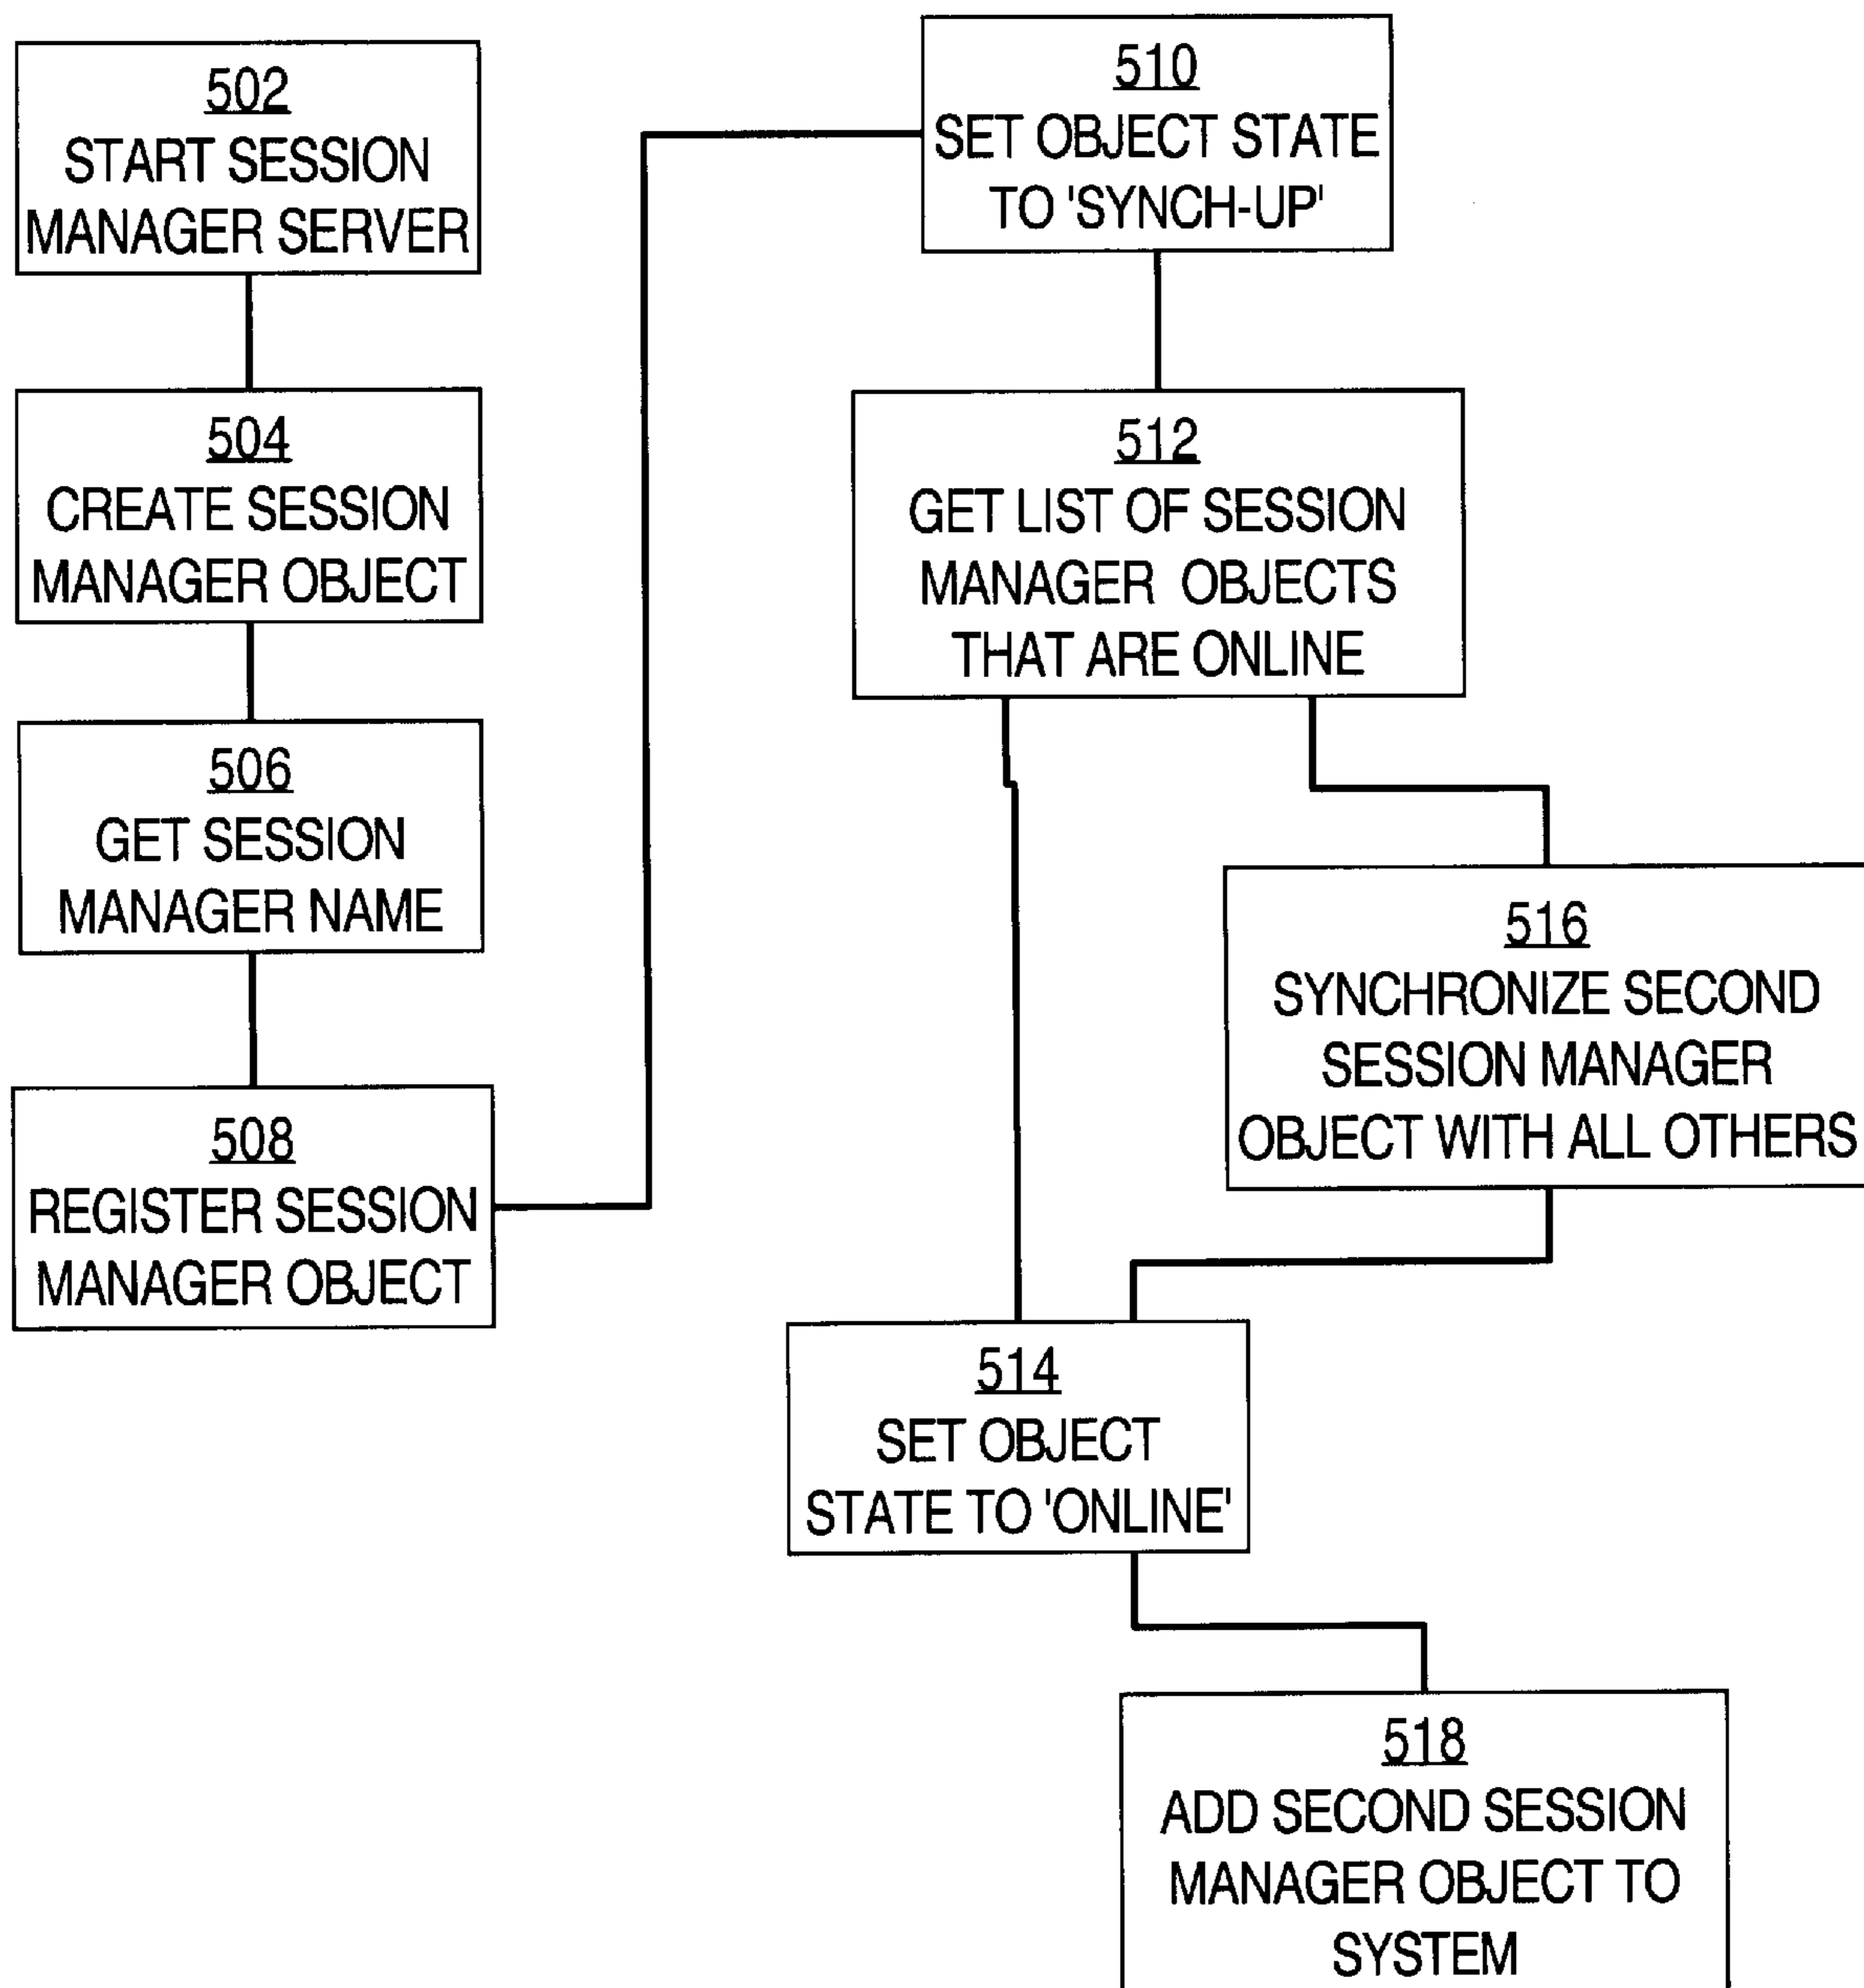 502
START SESSION
MANAGER SERVER
504
CREATE SESSION
MANAGER OBJECT
506
GET SESSION
MANAGER NAME
508
REGISTER SESSION
MANAGER OBJECT
510
SET OBJECT STATE
TO 'SYNCH-UP'
512
GET LIST OF SESSION
MANAGER OBJECTS
THAT ARE ONLINE
516
SYNCHRONIZE SECOND
SESSION MANAGER
OBJECT WITH ALL OTHERS
514
SET OBJECT
STATE TO 'ONLINE'
518
ADD SECOND SESSION
MANAGER OBJECT TO
SYSTEM